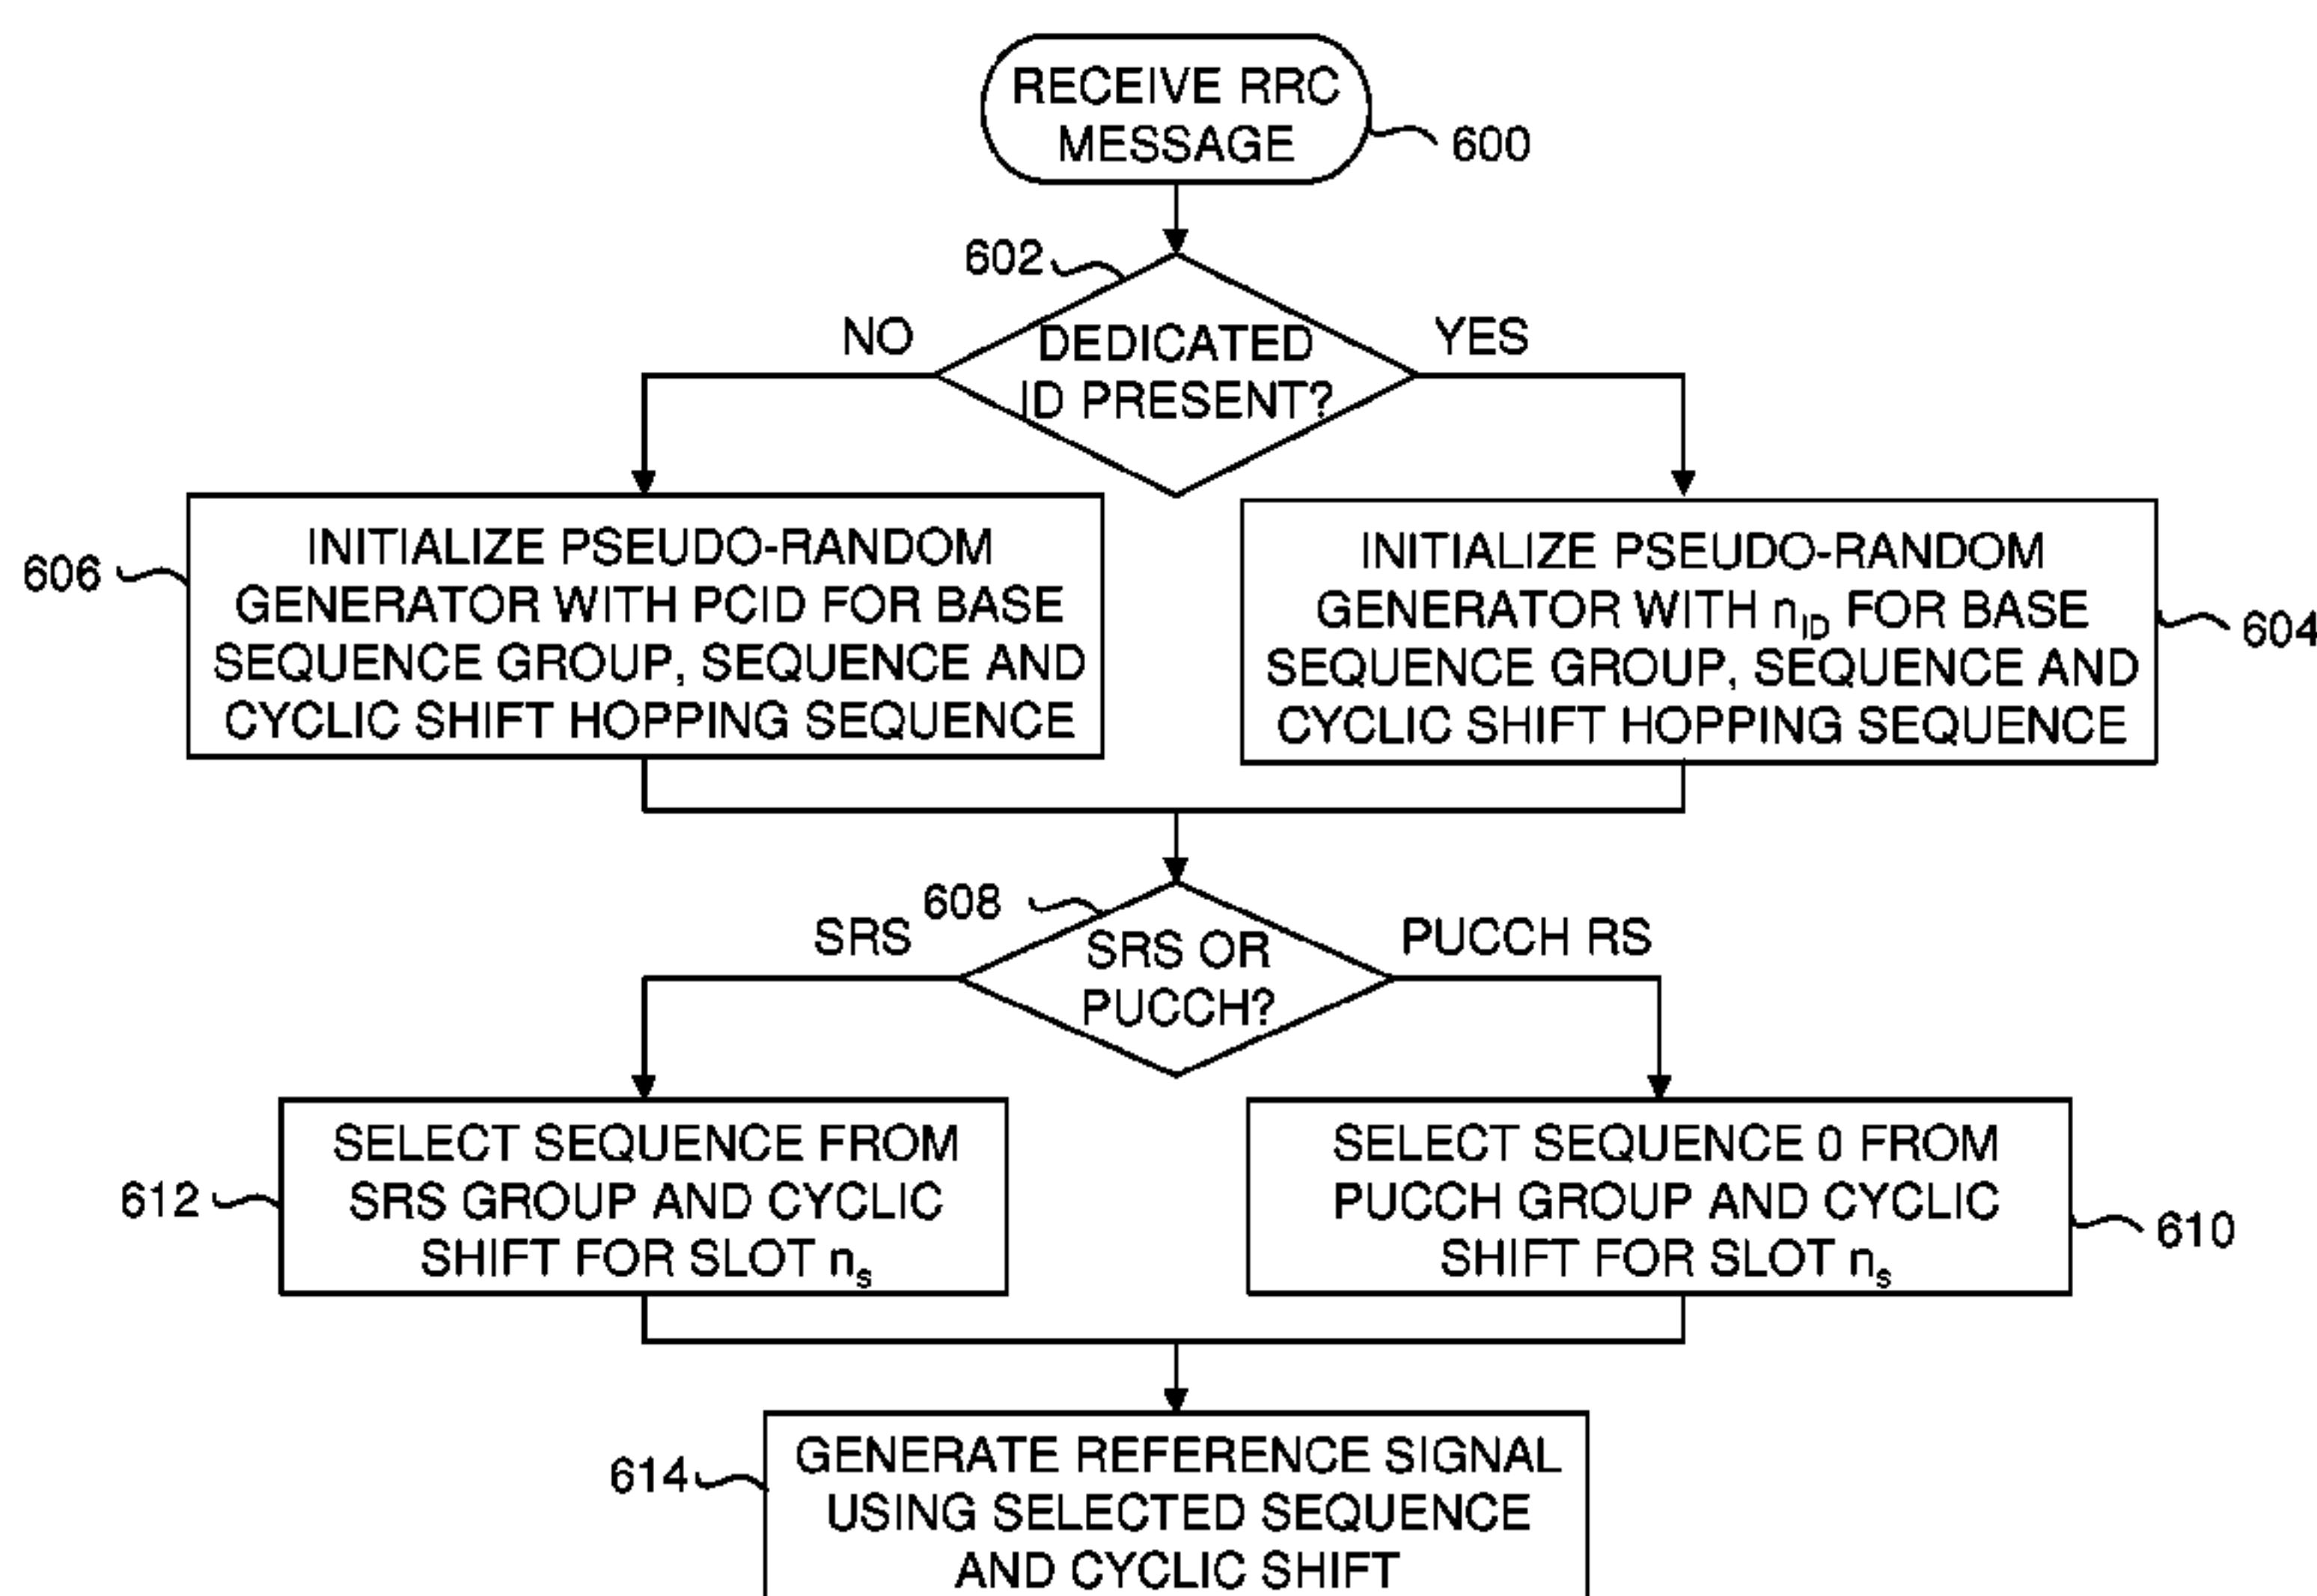 RECEIVE RRC
MESSAGE
600
602
NO
DEDICATED
ID PRESENT?
YES
606
INITIALIZE PSEUDO-RANDOM
GENERATOR WITH PCID FOR BASE
SEQUENCE GROUP, SEQUENCE AND
CYCLIC SHIFT HOPPING SEQUENCE
INITIALIZE PSEUDO-RANDOM
GENERATOR WITH nID FOR BASE
SEQUENCE GROUP, SEQUENCE AND
CYCLIC SHIFT HOPPING SEQUENCE
604
608
SRS
SRS OR
PUCCH?
PUCCH RS
612
SELECT SEQUENCE FROM
SRS GROUP AND CYCLIC
SHIFT FOR SLOT ns
SELECT SEQUENCE 0 FROM
PUCCH GROUP AND CYCLIC
SHIFT FOR SLOT ns
610
614
GENERATE REFERENCE SIGNAL
USING SELECTED SEQUENCE
AND CYCLIC SHIFT